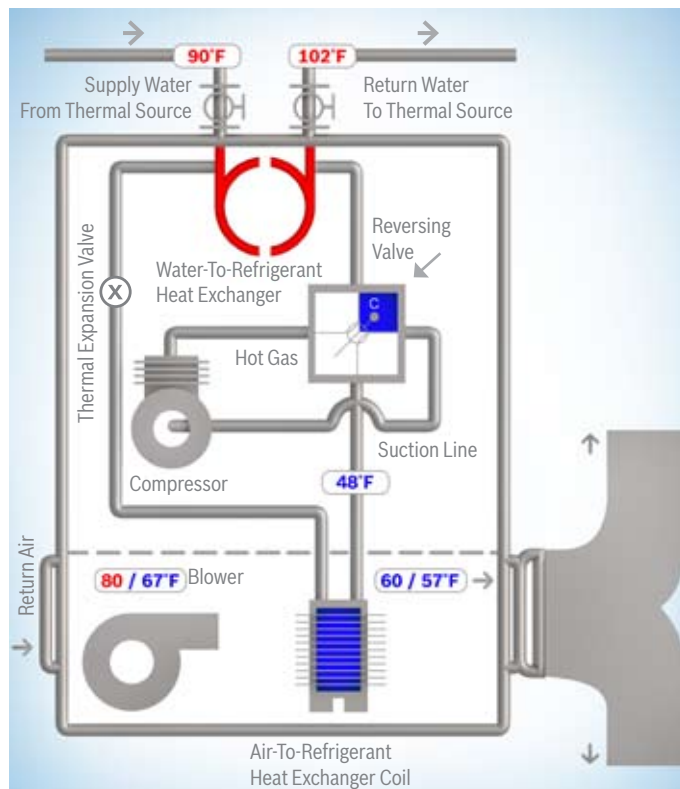 90°F
102°F
Supply Water
From Thermal Source
Return Water
To Thermal Source
Reversing
Valve
Thermal Expansion Valve
X
Water-To-Refrigerant
Heat Exchanger
C
Hot Gas
Suction Line
Compressor
48°F
Return Air
80 / 67°F
Blower
60 / 57°F
Air-To-Refrigerant
Heat Exchanger Coil